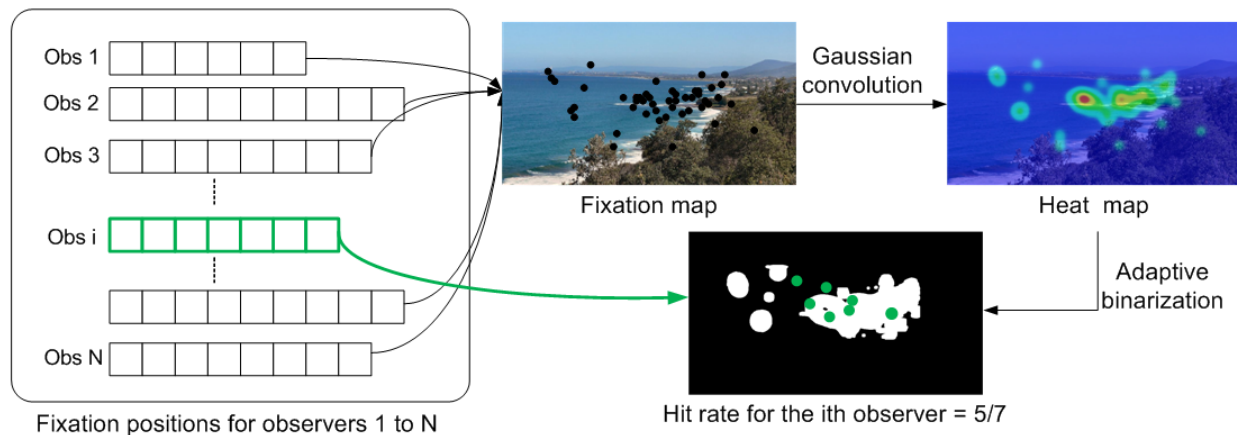 Obs 1
Obs 2
Obs 3
Obs i
Obs N
Fixation positions for observers 1 to N
Fixation map
Gaussian
convolution
Heat map
Adaptive
binarization
Hit rate for the ith observer = 5/7